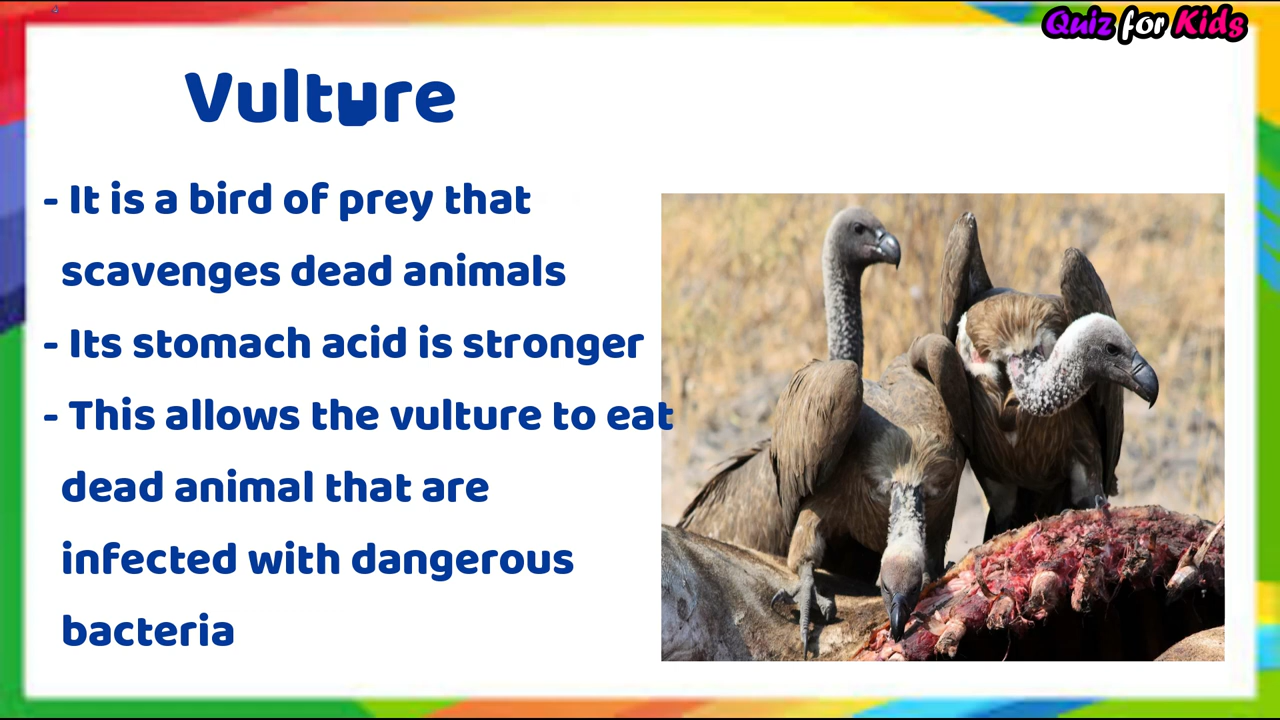 Quiz for Kids
Vulture
- It is a bird of prey that
scavenges dead animals
- Its stomach acid is stronger
- This allows the vulture to eat
dead animal that are
infected with dangerous
bacteria